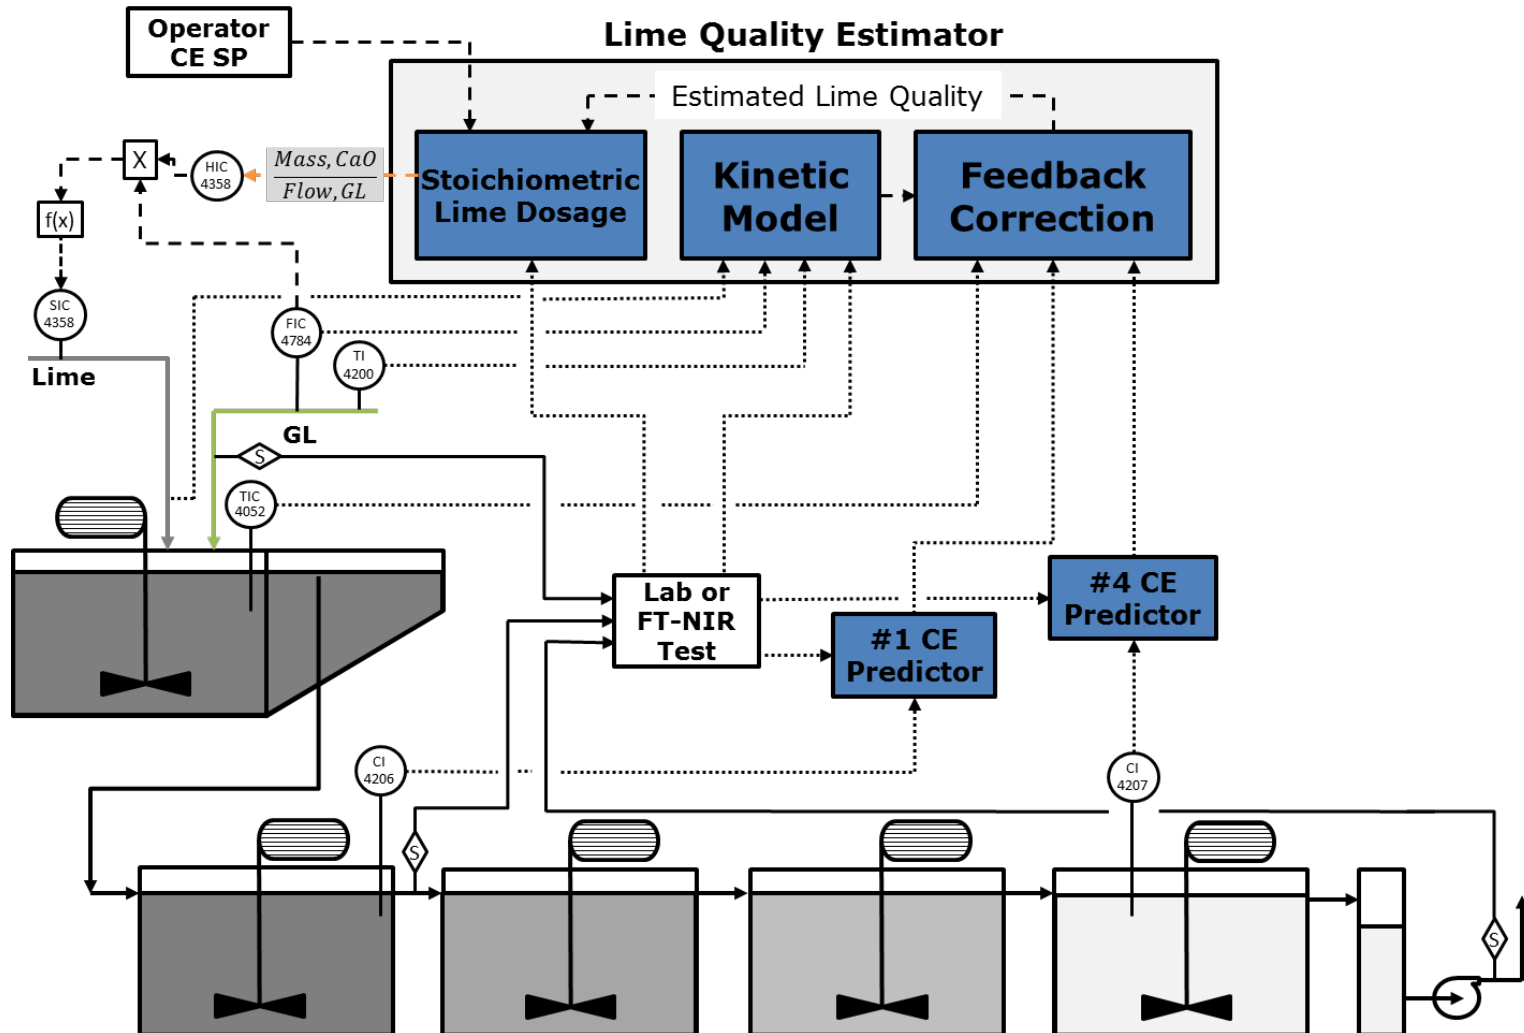 Operator
CE SP
Lime Quality Estimator
Estimated Lime Quality
Stoichiometric
Lime Dosage
Kinetic
Model
Feedback
Correction
Mass, CaO
Flow, GL
HIC
4358
X
f(x)
SIC
4358
Lime
FIC
4784
TI
4200
GL
S
TIC
4052
Lab or
FT-NIR
Test
#1 CE
Predictor
#4 CE
Predictor
CI
4206
S
CI
4207
S